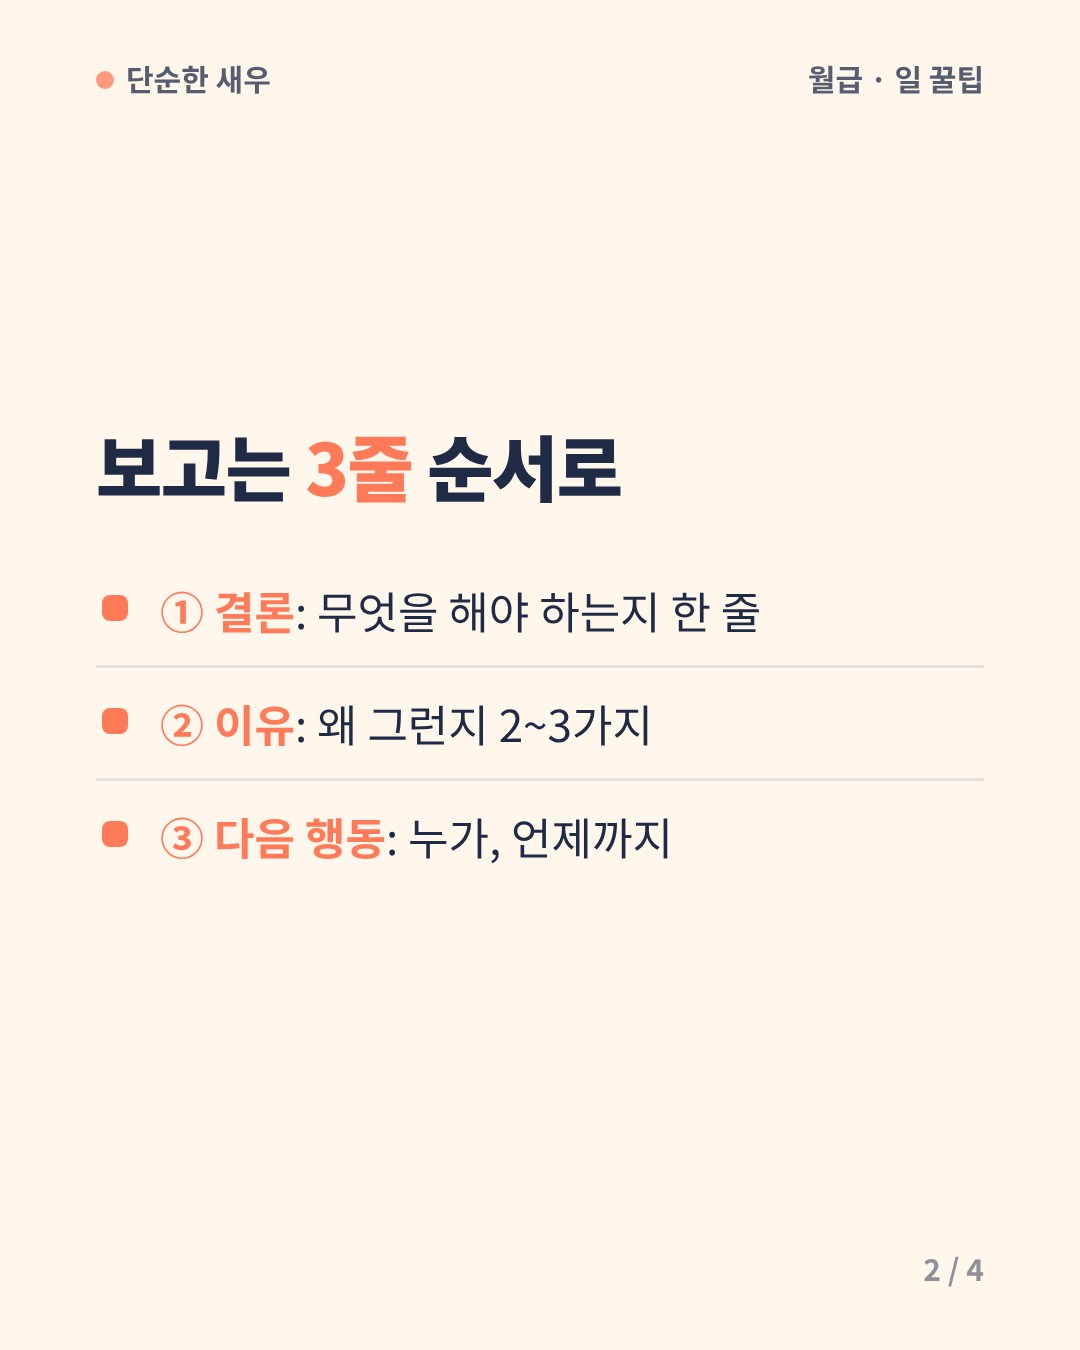 단순한 새우
월급 · 일 꿀팁
보고는 3줄 순서로
① 결론: 무엇을 해야 하는지 한 줄
② 이유: 왜 그런지 2~3가지
③ 다음 행동: 누가, 언제까지
2 / 4